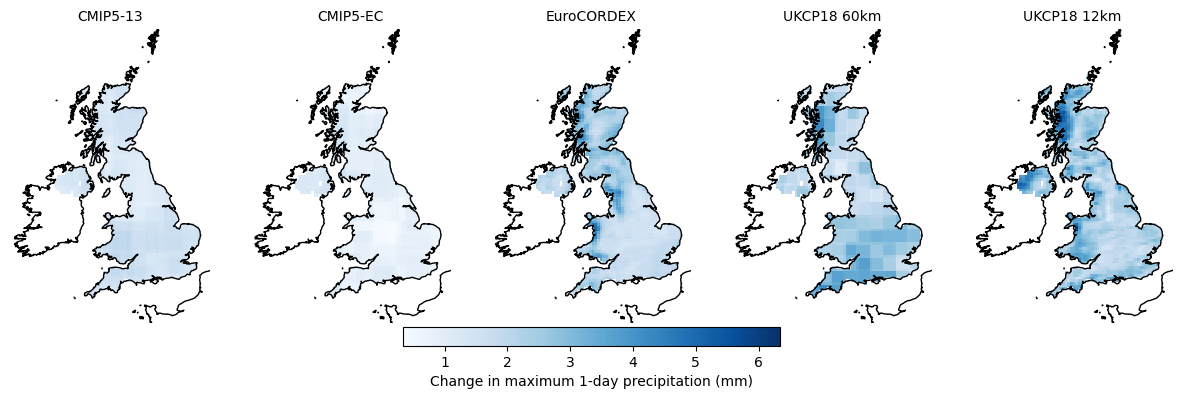 CMIP5-13
CMIP5-EC
EuroCORDEX
UKCP18 60km
UKCP18 12km
1 2 3 4 5 6
Change in maximum 1-day precipitation (mm)